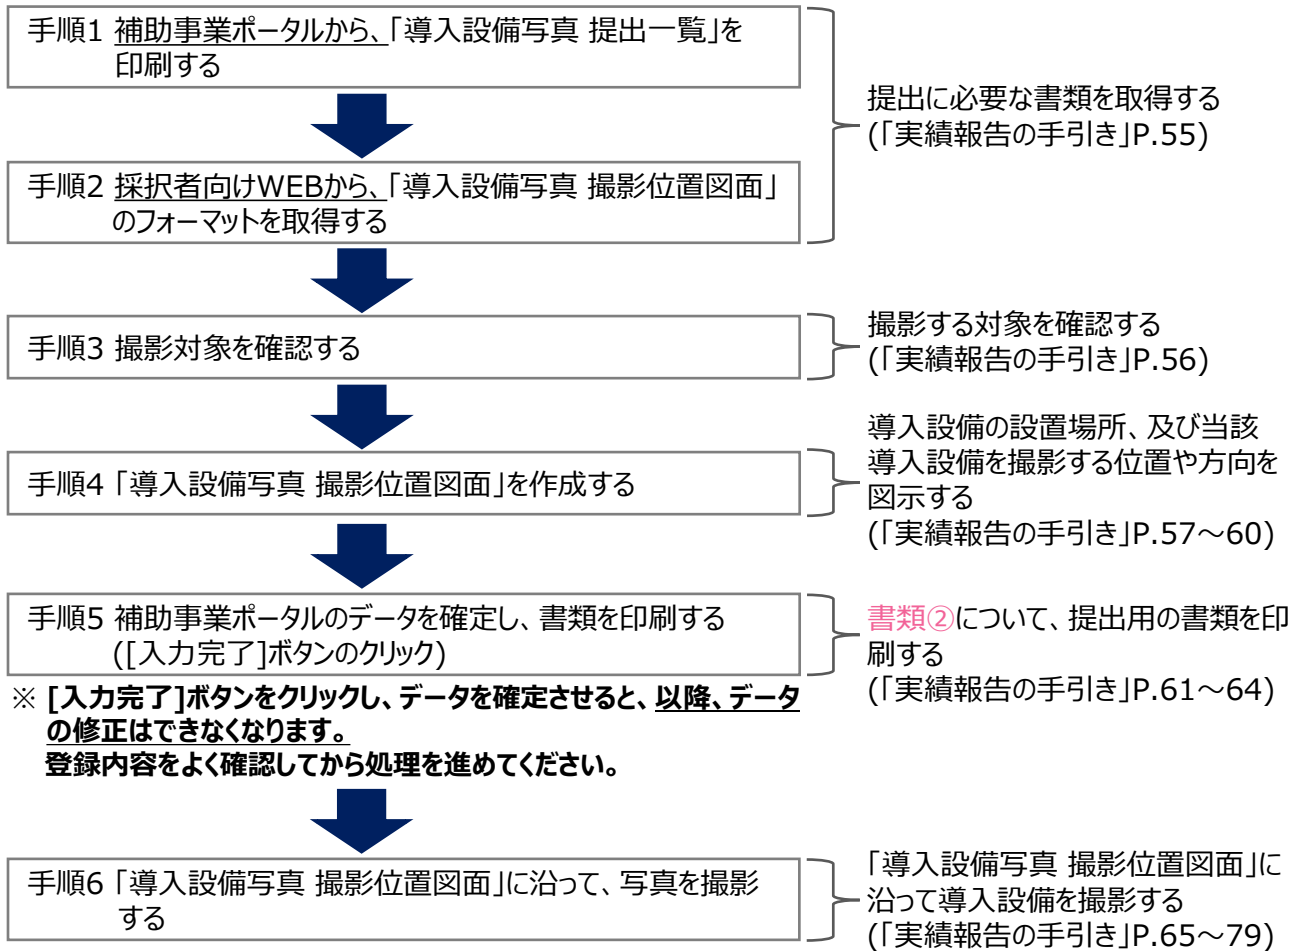 手順1 補助事業ポータルから、「導入設備写真 提出一覧」を
印刷する
提出に必要な書類を取得する
(「実績報告の手引き」P.55)
手順2 採択者向けWEBから、「導入設備写真 撮影位置図面」
のフォーマットを取得する
手順3 撮影対象を確認する
撮影する対象を確認する
(「実績報告の手引き」P.56)
手順4 「導入設備写真 撮影位置図面」を作成する
導入設備の設置場所、及び当該
導入設備を撮影する位置や方向を
図示する
(「実績報告の手引き」P.57～60)
手順5 補助事業ポータルのデータを確定し、書類を印刷する
([入力完了]ボタンのクリック)
書類②について、提出用の書類を印
刷する
(「実績報告の手引き」P.61～64)
※ [入力完了]ボタンをクリックし、データを確定させると、以降、データ
の修正はできなくなります。
登録内容をよく確認してから処理を進めてください。
手順6 「導入設備写真 撮影位置図面」に沿って、写真を撮影
する
「導入設備写真 撮影位置図面」に
沿って導入設備を撮影する
(「実績報告の手引き」P.65～79)